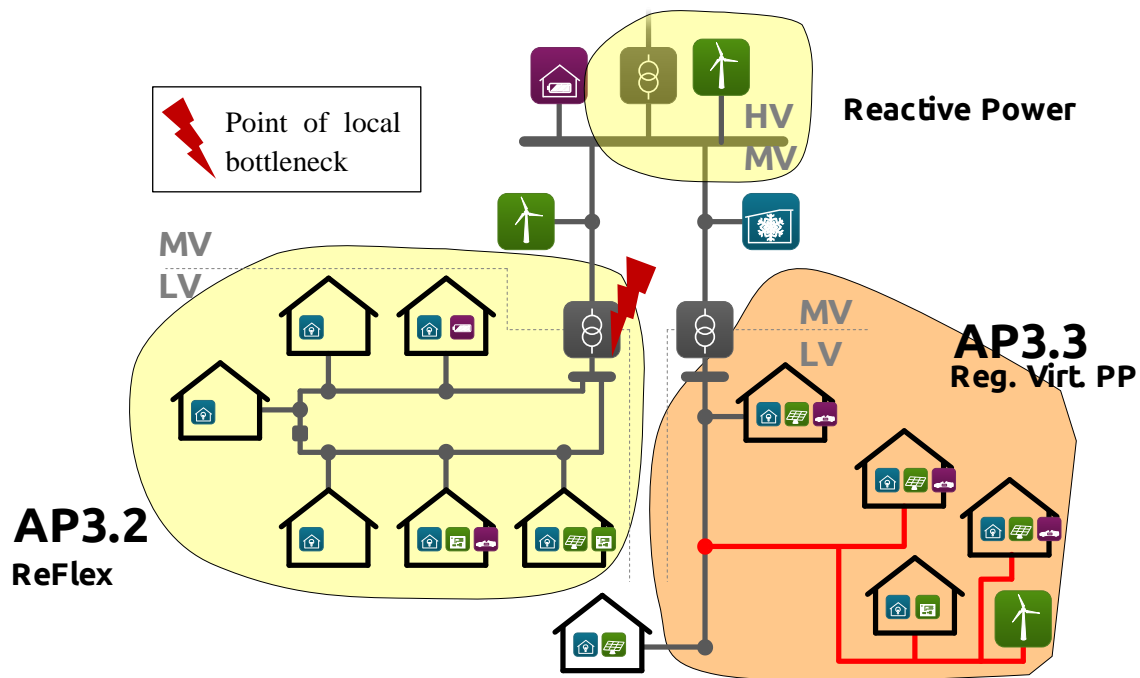 Point of local
bottleneck
HV
MV
Reactive Power
MV
LV
MV
LV
AP3.3
Reg. Virt. PP
AP3.2
ReFlex